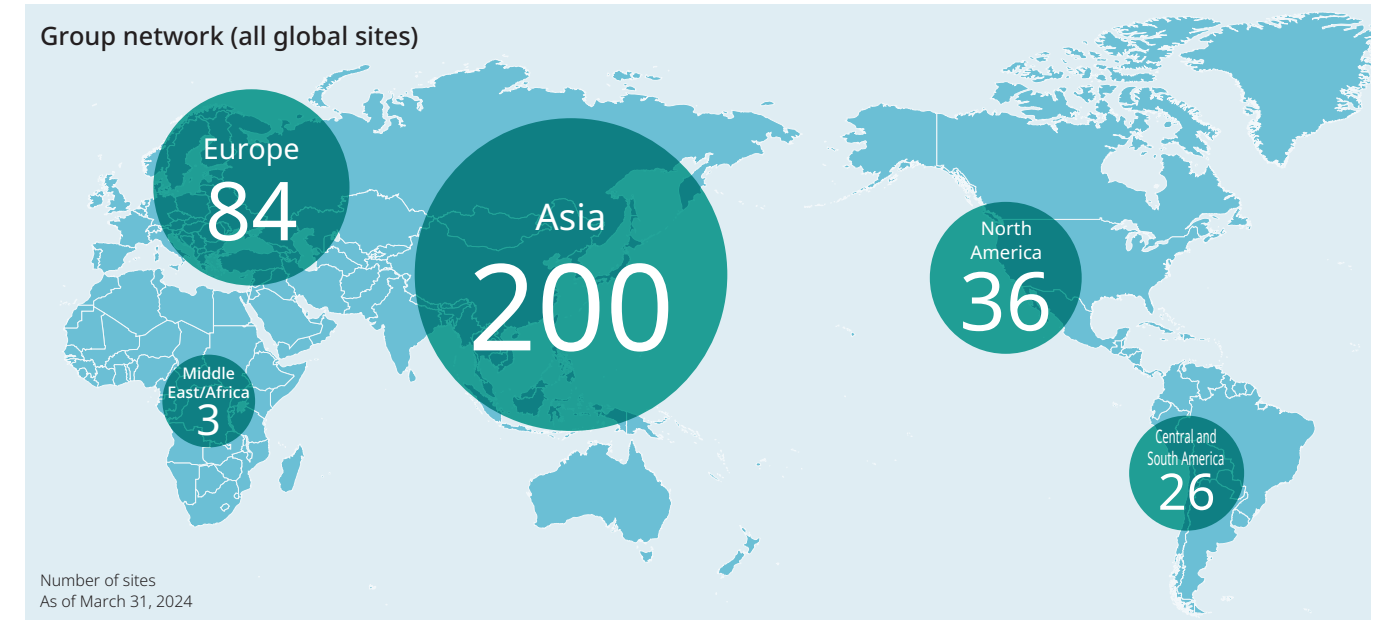 Group network (all global sites)
Europe
84
Asia
200
North
America
36
Middle
East/Africa
3
Central and
South America
26
Number of sites
As of March 31, 2024